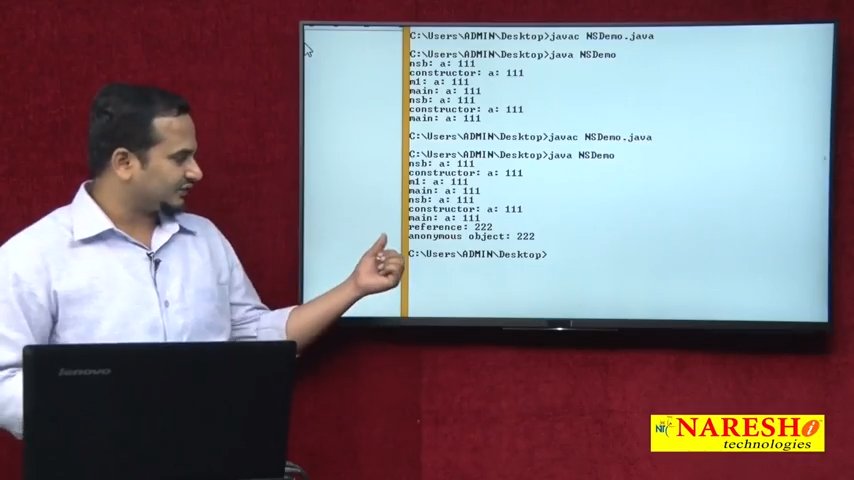 C:\Users\ADMIN\Desktop>javac NSDemo.java
C:\Users\ADMIN\Desktop>java NSDemo
nsb: a: 111
constructor: a: 111
m1: a: 111
main: a: 111
nsb: a: 111
constructor: a: 111
main: a: 111
C:\Users\ADMIN\Desktop>javac NSDemo.java
C:\Users\ADMIN\Desktop>java NSDemo
nsb: a: 111
constructor: a: 111
m1: a: 111
main: a: 111
nsb: a: 111
constructor: a: 111
main: a: 111
reference: 222
anonymous object: 222
C:\Users\ADMIN\Desktop>
lenovo
NARESH i
technologies